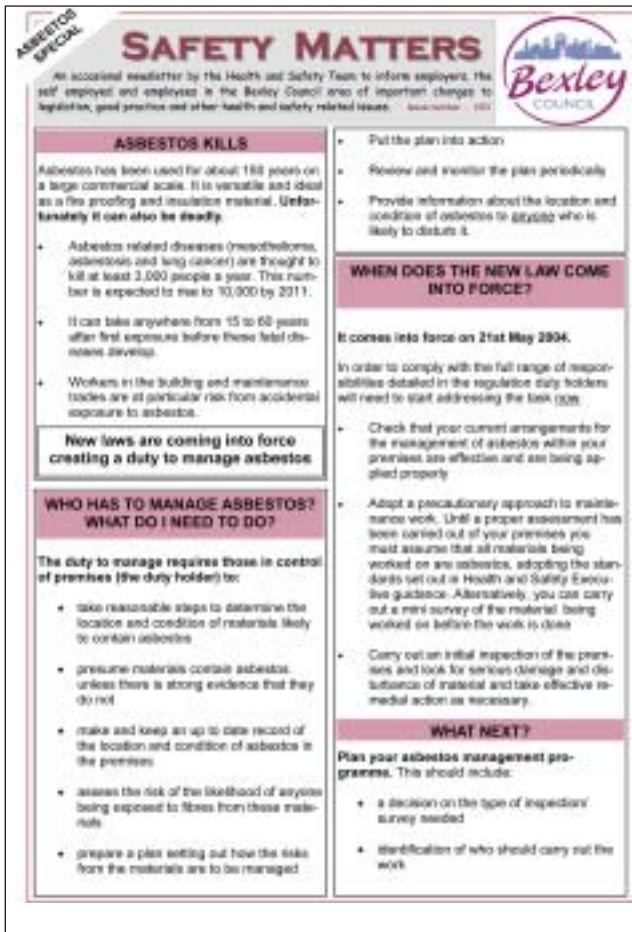 ASBESTOS
SPECIAL
SAFETY MATTERS
An occasional newsletter by the Health and Safety Team to inform employers, the
self employed and employees in the Bexley Council area of important changes to
legislation, good practice and other health and safety related issues.
Bexley
COUNCIL
ASBESTOS KILLS
Asbestos has been used for about 150 years on
a large commercial scale. It is versatile and ideal
as a fire proofing and insulation material. Unfor-
tunately it can also be deadly.
• Asbestos related diseases (mesothelioma,
asbestosis and lung cancer) are thought to
kill at least 3,000 people a year. This num-
ber is expected to rise to 10,000 by 2011.
• It can take anywhere from 15 to 60 years
after first exposure before these fatal dis-
eases develop.
• Workers in the building and maintenance
trades are at particular risk from accidental
exposure to asbestos.
New laws are coming into force
creating a duty to manage asbestos
WHO HAS TO MANAGE ASBESTOS?
WHAT DO I NEED TO DO?
The duty to manage requires those in control
of premises (the duty holder) to:
• take reasonable steps to determine the
location and condition of materials likely
to contain asbestos
• presume materials contain asbestos
unless there is strong evidence that they
do not
• make and keep an up to date record of
the location and condition of asbestos in
the premises
• assess the risk of the likelihood of anyone
being exposed to fibres from these mate-
rials
• prepare a plan setting out how the risks
from the materials are to be managed
• Put the plan into action
• Review and monitor the plan periodically
• Provide information about the location and
condition of asbestos to anyone who is
likely to disturb it.
WHEN DOES THE NEW LAW COME
INTO FORCE?
It comes into force on 21st May 2004.
In order to comply with the full range of respon-
sibilities detailed in the regulation duty holders
will need to start addressing the task now.
• Check that your current arrangements for
the management of asbestos within your
premises are effective and are being ap-
plied properly
• Adopt a precautionary approach to mainte-
nance work. Until a proper assessment has
been carried out of your premises you
must assume that all materials being
worked on are asbestos, adopting the stan-
dards set out in Health and Safety Execu-
tive guidance. Alternatively, you can carry
out a mini survey of the material being
worked on before the work is done
• Carry out an initial inspection of the prem-
ises and look for serious damage and dis-
turbance of material and take effective re-
medial action as necessary.
WHAT NEXT?
Plan your asbestos management pro-
gramme. This should include:
• a decision on the type of inspection/
survey needed
• identification of who should carry out the
work